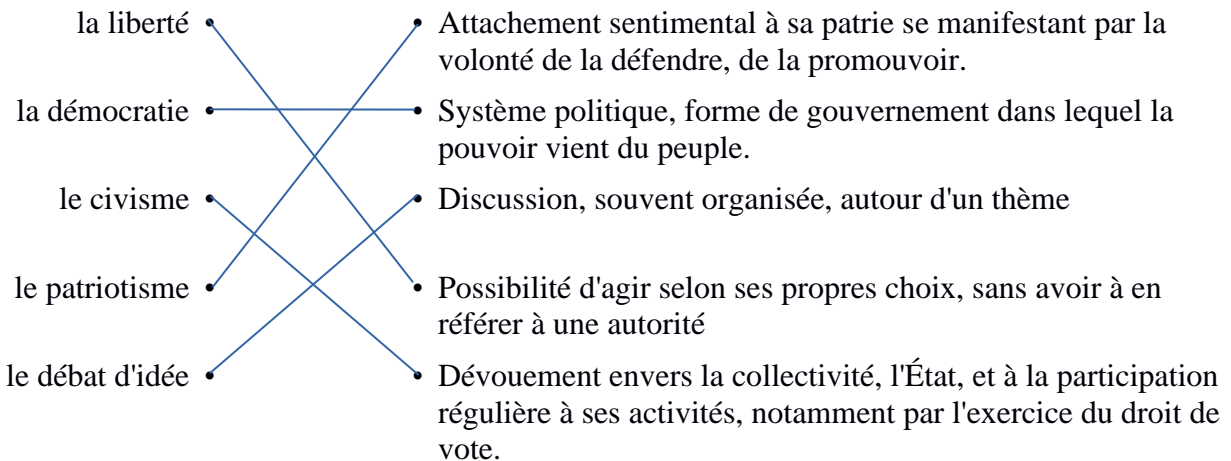 la liberté
Attachement sentimental à sa patrie se manifestant par la
volonté de la défendre, de la promouvoir.
la démocratie
Système politique, forme de gouvernement dans lequel la
pouvoir vient du peuple.
le civisme
Discussion, souvent organisée, autour d'un thème
le patriotisme
Possibilité d'agir selon ses propres choix, sans avoir à en
référer à une autorité
le débat d'idée
Dévouement envers la collectivité, l'État, et à la participation
régulière à ses activités, notamment par l'exercice du droit de
vote.